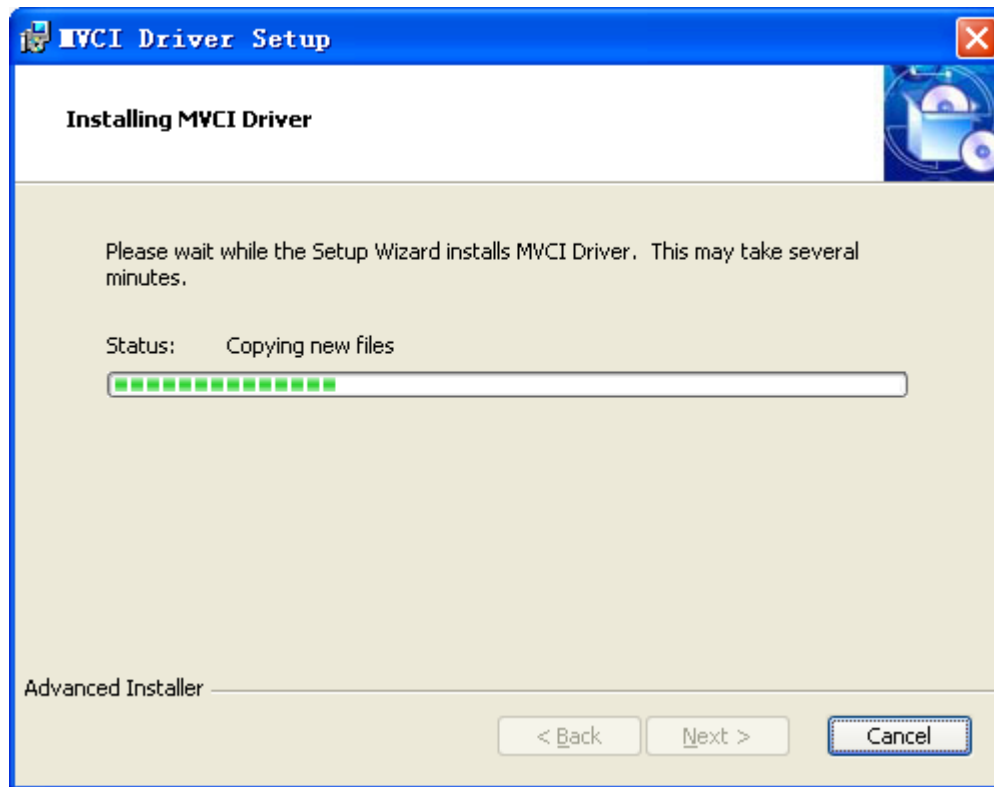 MVCI Driver Setup
Installing MVCI Driver
Please wait while the Setup Wizard installs MVCI Driver.  This may take several
minutes.
Status: Copying new files
Advanced Installer
< Back Next > Cancel